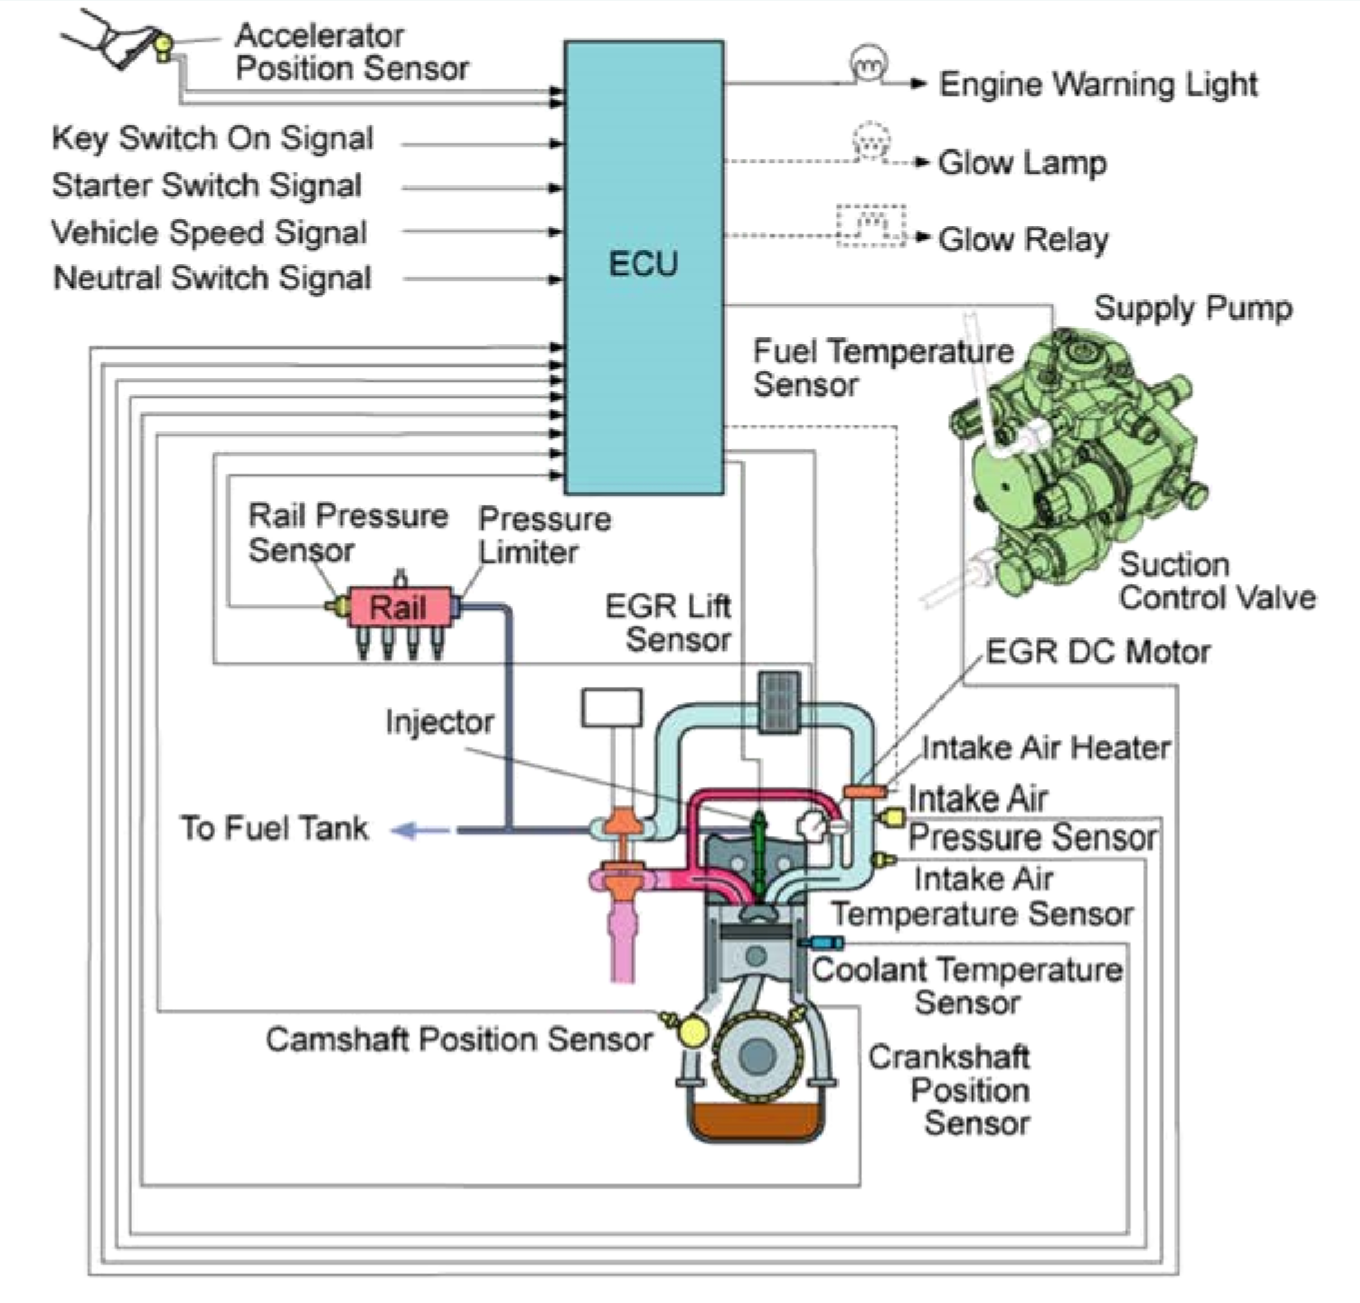 Accelerator
Position Sensor
Key Switch On Signal
Starter Switch Signal
Vehicle Speed Signal
Neutral Switch Signal
ECU
Engine Warning Light
Glow Lamp
Glow Relay
Supply Pump
Fuel Temperature
Sensor
Suction
Control Valve
Rail Pressure
Sensor
Pressure
Limiter
Rail
EGR Lift
Sensor
EGR DC Motor
Injector
Intake Air Heater
Intake Air
Pressure Sensor
To Fuel Tank
Intake Air
Temperature Sensor
Coolant Temperature
Sensor
Camshaft Position Sensor
Crankshaft
Position
Sensor